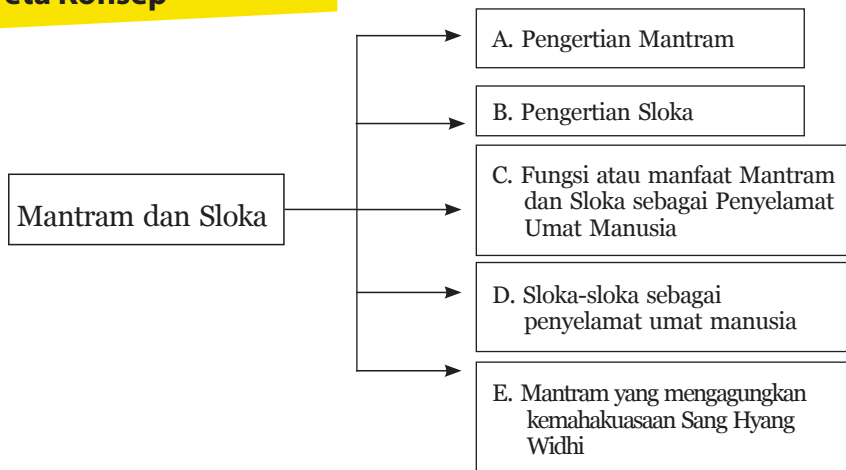 eta Konsep
Mantram dan Sloka
A. Pengertian Mantram
B. Pengertian Sloka
C. Fungsi atau manfaat Mantram
dan Sloka sebagai Penyelamat
Umat Manusia
D. Sloka-sloka sebagai
penyelamat umat manusia
E. Mantram yang mengagungkan
kemahakuasaan Sang Hyang
Widhi